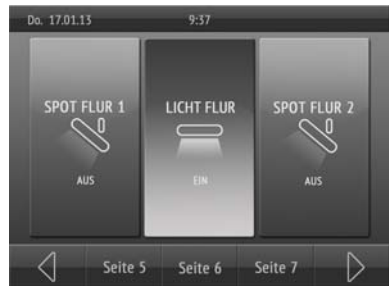 Do. 17.01.13 9:37
SPOT FLUR 1 LICHT FLUR SPOT FLUR 2
AUS EIN AUS
Seite 5 Seite 6 Seite 7